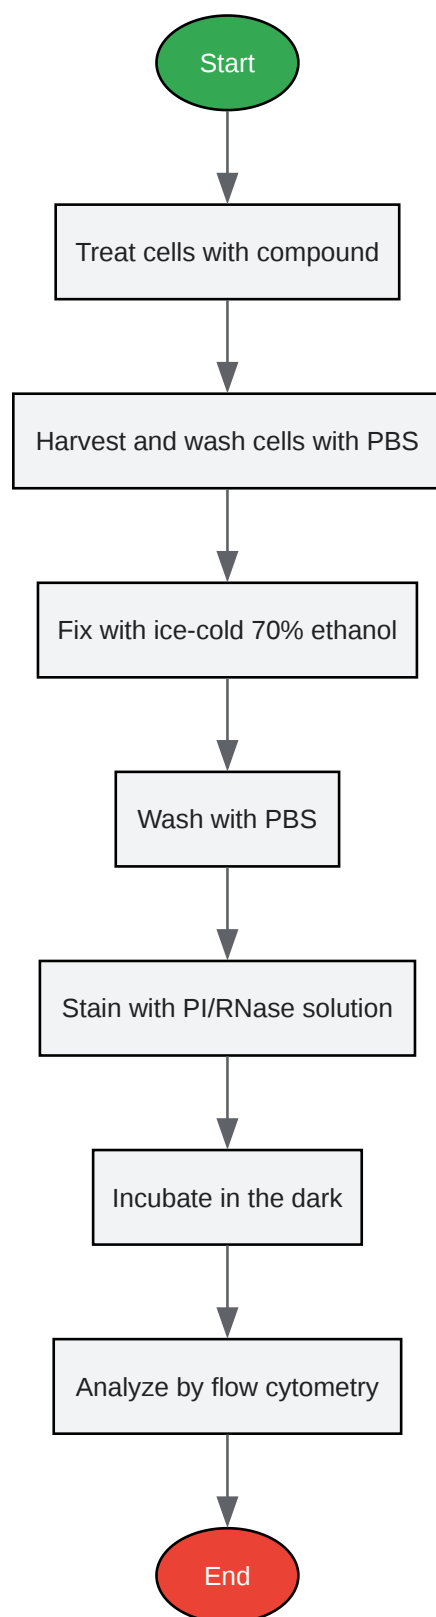 Start
Treat cells with compound
Harvest and wash cells with PBS
Fix with ice-cold 70% ethanol
Wash with PBS
Stain with PI/RNase solution
Incubate in the dark
Analyze by flow cytometry
End